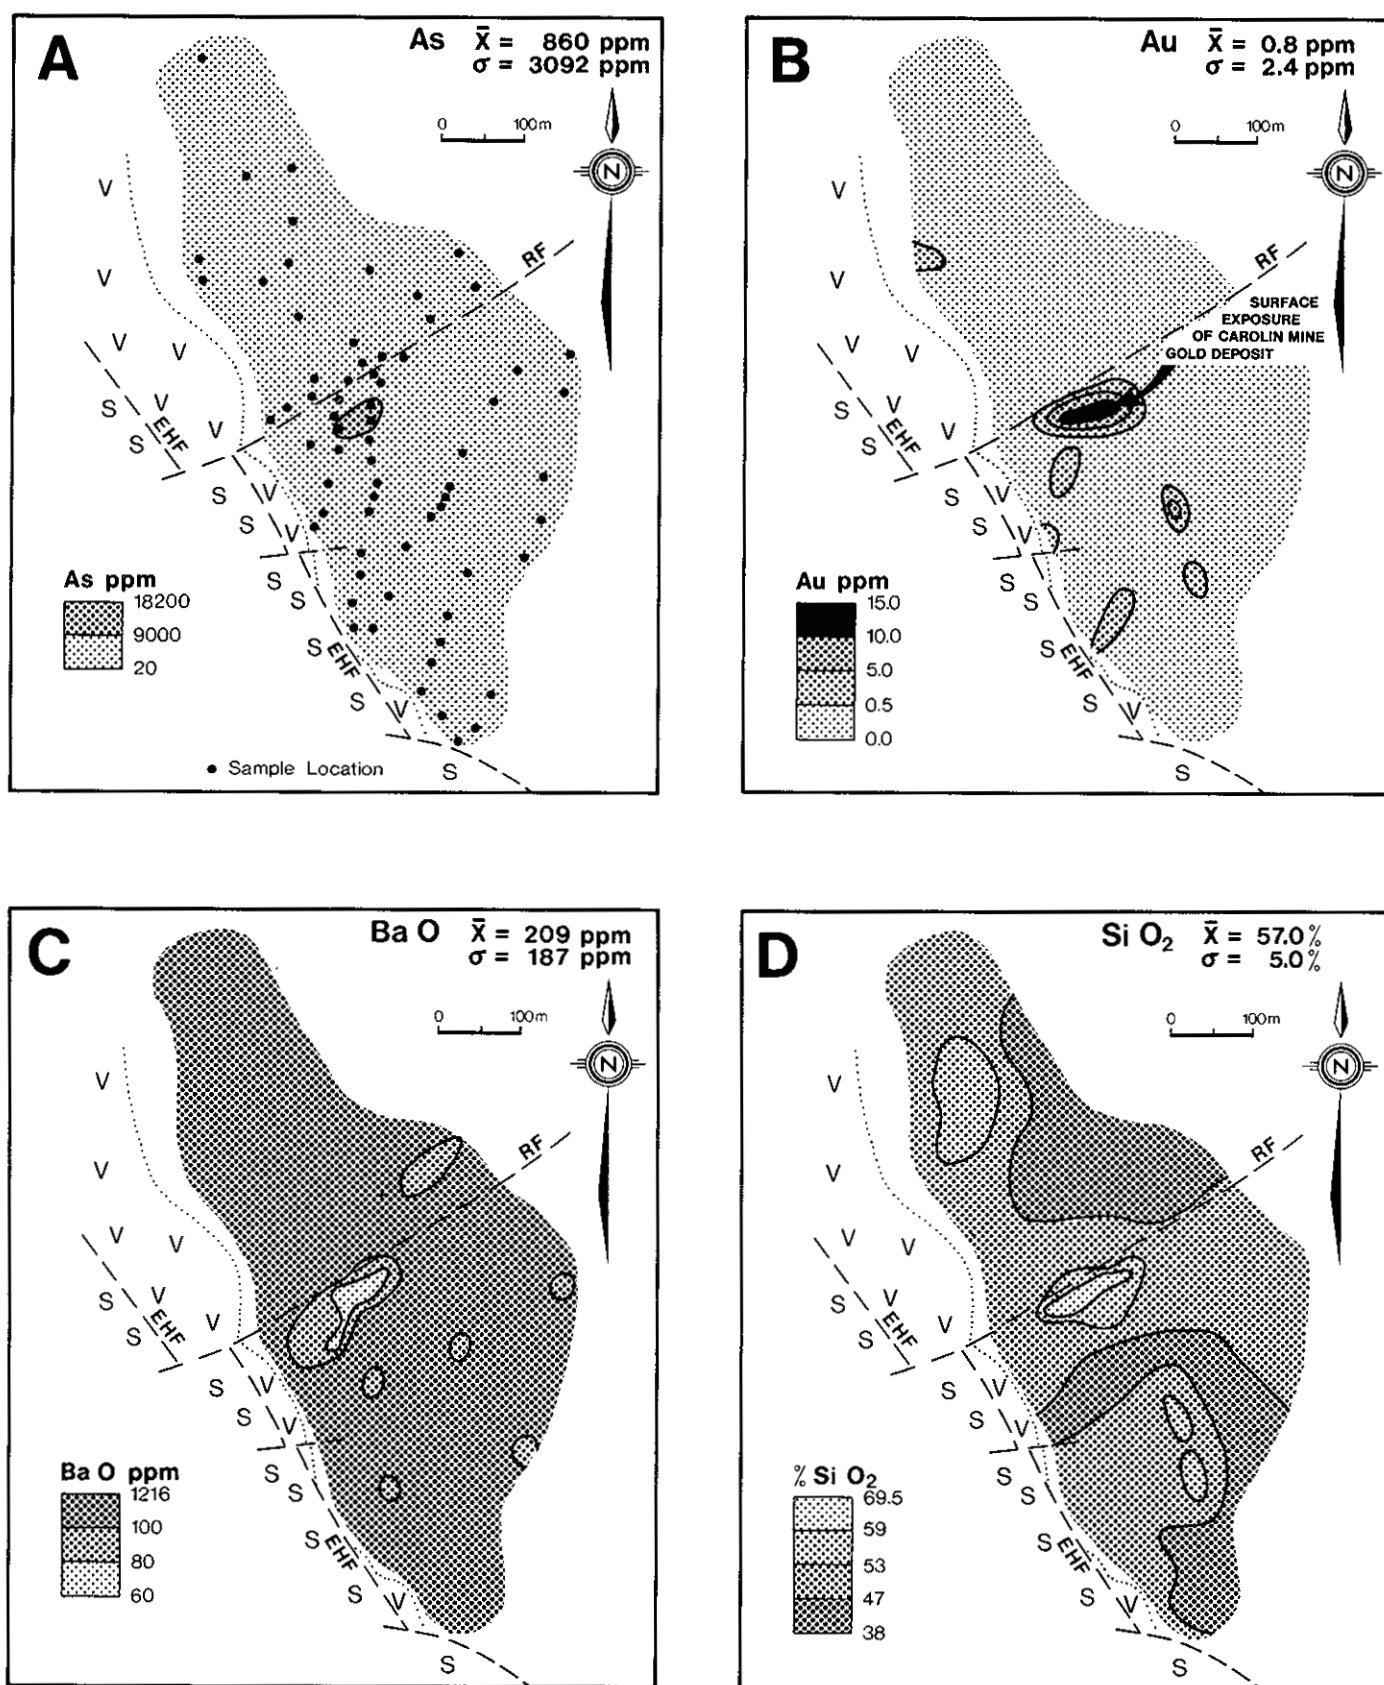 A
As X̄ = 860 ppm
σ = 3092 ppm
0 100m
N
V
V
RF
V V
V
S EHF V
S
S V
S V
S
S
As ppm
18200
9000
20
S EHF
S V
• Sample Location S
B
Au X̄ = 0.8 ppm
σ = 2.4 ppm
0 100m
N
V
V
RF
SURFACE
EXPOSURE
OF CAROLIN MINE
GOLD DEPOSIT
V V
V
S EHF V
S
S V
S V
S
S
Au ppm
15.0
10.0
5.0
0.5
0.0
S EHF
S V
S
C
Ba O X̄ = 209 ppm
σ = 187 ppm
0 100m
N
V
V
RF
V V
V
S EHF V
S
S V
S V
S
S
Ba O ppm
1216
100
80
60
S EHF
S V
S
D
Si O₂ X̄ = 57.0 %
σ = 5.0 %
0 100m
N
V
V
RF
V V
V
S EHF V
S
S V
S V
S
S
% Si O₂
69.5
59
53
47
38
S EHF
S V
S